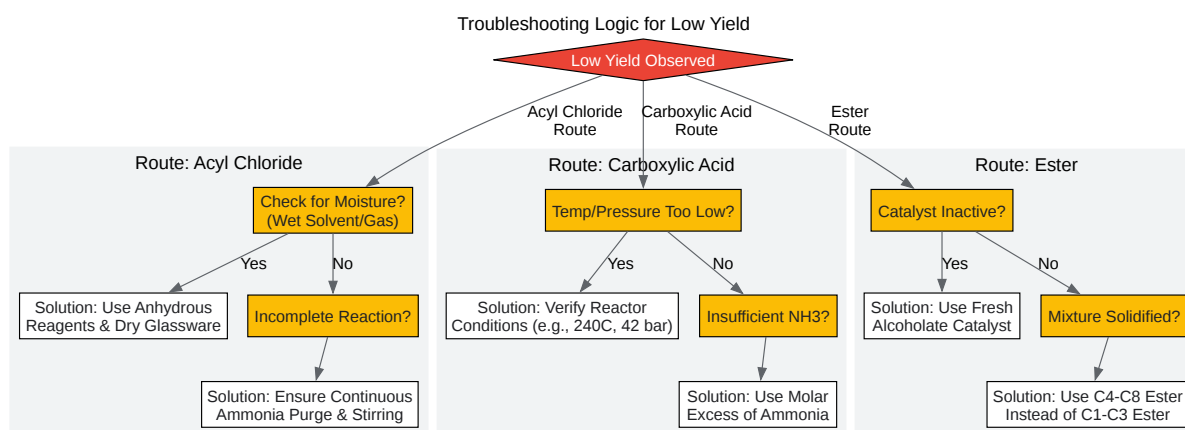 Troubleshooting Logic for Low Yield
Low Yield Observed
Acyl Chloride
Route
Carboxylic Acid
Route
Ester
Route
Route: Acyl Chloride
Route: Carboxylic Acid
Route: Ester
Check for Moisture?
(Wet Solvent/Gas)
Temp/Pressure Too Low?
Catalyst Inactive?
Yes
No
Yes
No
Yes
No
Solution: Use Anhydrous
Reagents & Dry Glassware
Incomplete Reaction?
Solution: Verify Reactor
Conditions (e.g., 240C, 42 bar)
Insufficient NH3?
Solution: Use Fresh
Alcoholate Catalyst
Mixture Solidified?
Solution: Ensure Continuous
Ammonia Purge & Stirring
Solution: Use Molar
Excess of Ammonia
Solution: Use C4-C8 Ester
Instead of C1-C3 Ester